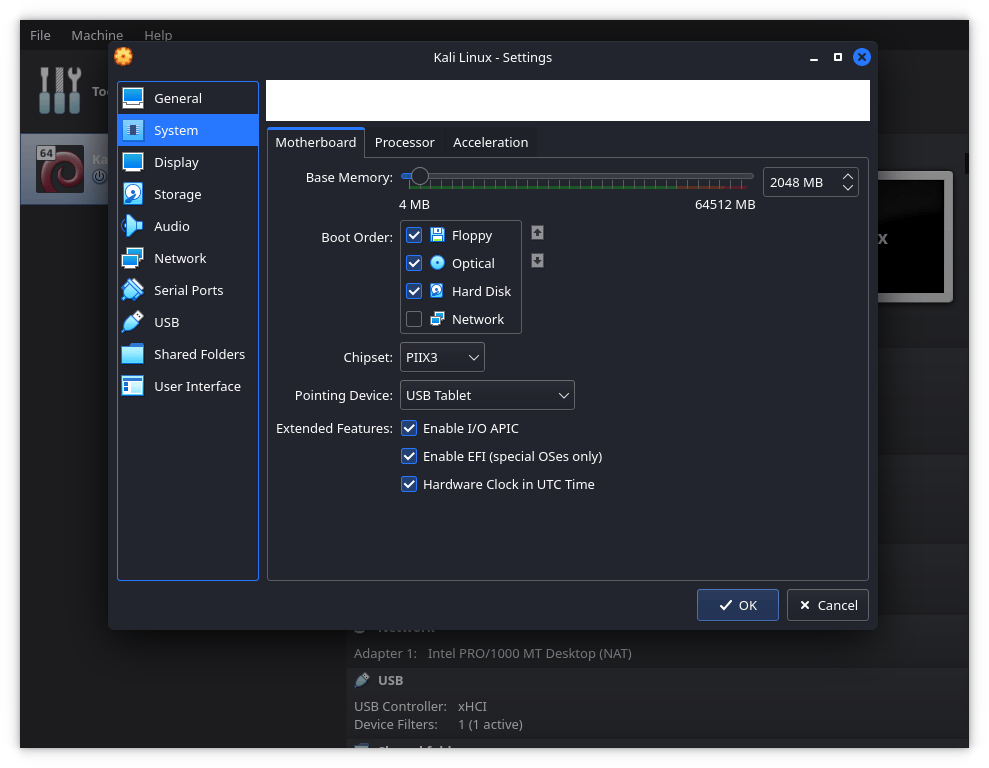 File Machine Help
Kali Linux - Settings
General
System
Display
Storage
Audio
Network
Serial Ports
USB
Shared Folders
User Interface
Motherboard Processor Acceleration
Base Memory: 2048 MB
4 MB 64512 MB
Boot Order:
Floppy
Optical
Hard Disk
Network
Chipset: PIIX3
Pointing Device: USB Tablet
Extended Features: Enable I/O APIC
Enable EFI (special OSes only)
Hardware Clock in UTC Time
OK Cancel
64
Adapter 1: Intel PRO/1000 MT Desktop (NAT)
USB
USB Controller: xHCI
Device Filters: 1 (1 active)